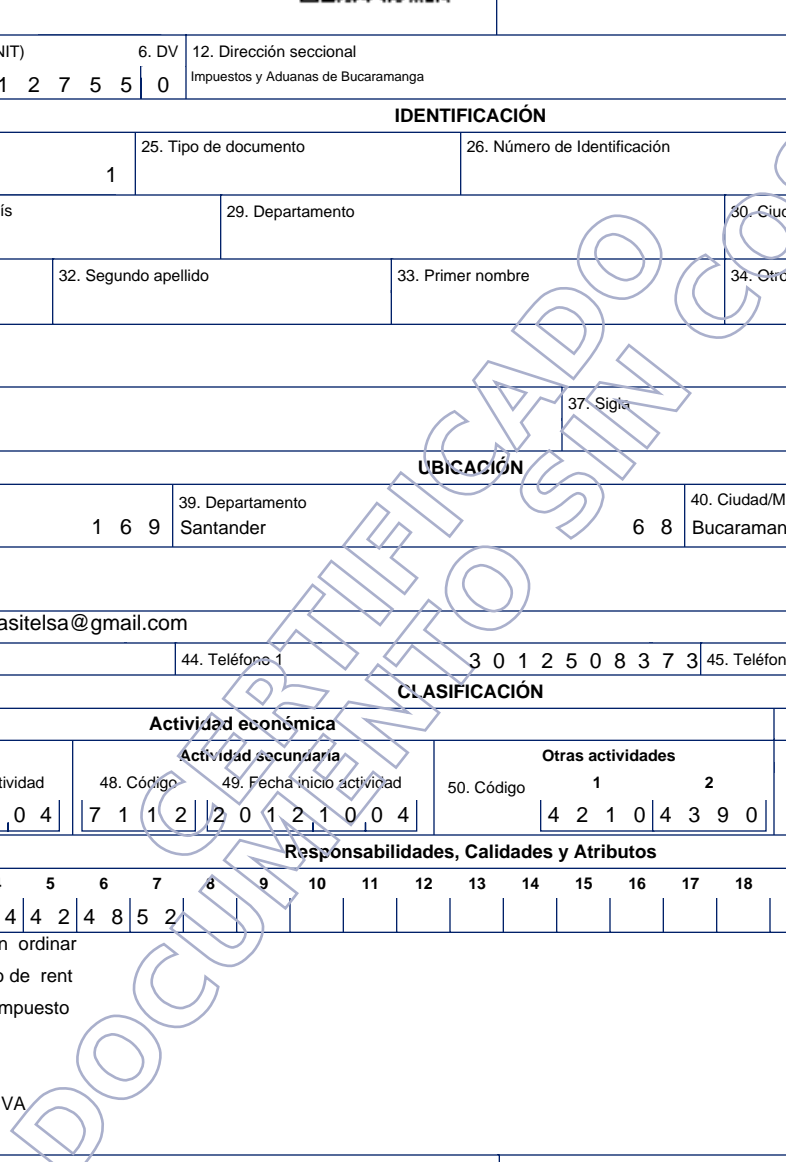 NIT) 6. DV 12. Dirección seccional
1 2 7 5 5 0 Impuestos y Aduanas de Bucaramanga
IDENTIFICACIÓN
25. Tipo de documento 26. Número de Identificación
1
ís 29. Departamento 30. Ciud
32. Segundo apellido 33. Primer nombre 34. Otro
37. Sigla
UBICACIÓN
39. Departamento 40. Ciudad/M
1 6 9 Santander 6 8 Bucaraman
asitelsa@gmail.com
44. Teléfono 1 3 0 1 2 5 0 8 3 7 3 45. Teléfon
CLASIFICACIÓN
Actividad económica
Actividad secundaria Otras actividades
tividad 48. Código 49. Fecha inicio actividad 50. Código 1 2
0 4 7 1 1 2 2 0 1 2 1 0 0 4 4 2 1 0 4 3 9 0
Responsabilidades, Calidades y Atributos
5 6 7 8 9 10 11 12 13 14 15 16 17 18
4 4 2 4 8 5 2
n ordinar
o de rent
mpuesto
VA
CERTIFICADO
DOCUMENTO SIN COS